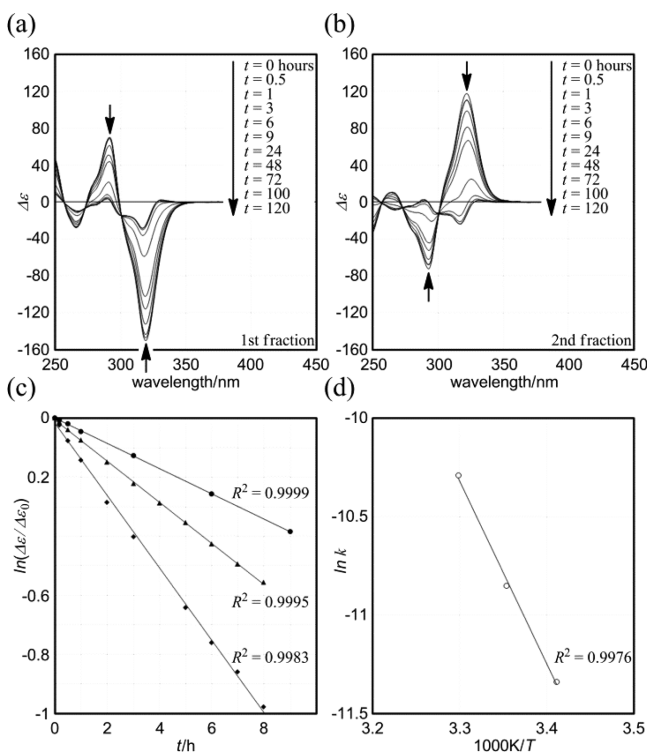 (a)
160
120
80
40
0
-40
-80
-120
-160
Δε
250 300 350 400 450
wavelength/nm
t = 0 hours
t = 0.5
t = 1
t = 3
t = 6
t = 9
t = 24
t = 48
t = 72
t = 100
t = 120
1st fraction
(b)
160
120
80
40
0
-40
-80
-120
-160
Δε
250 300 350 400 450
wavelength/nm
t = 0 hours
t = 0.5
t = 1
t = 3
t = 6
t = 9
t = 24
t = 48
t = 72
t = 100
t = 120
2nd fraction
(c)
0
0.2
-0.6
-0.8
-1
ln(Δε/Δε0)
0 2 4 6 8
t/h
R² = 0.9999
R² = 0.9995
R² = 0.9983
(d)
-10
-10.5
-11
-11.5
ln k
3.2 3.3 3.4 3.5
1000K/T
R² = 0.9976